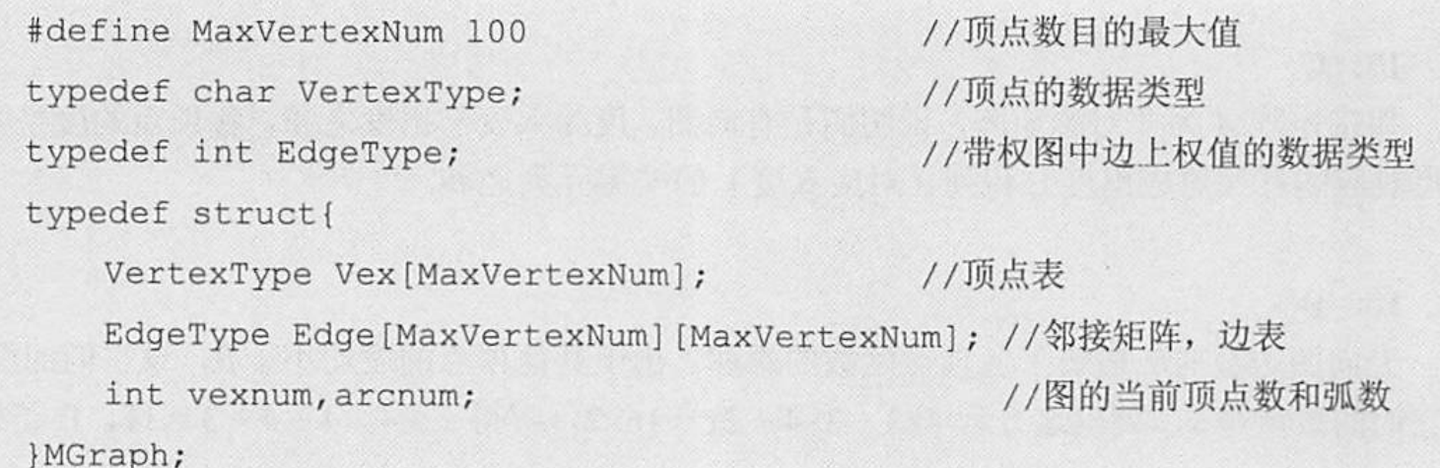 #define MaxVertexNum 100 //顶点数目的最大值
typedef char VertexType; //顶点的数据类型
typedef int EdgeType; //带权图中边上权值的数据类型
typedef struct{
VertexType Vex[MaxVertexNum]; //顶点表
EdgeType Edge[MaxVertexNum][MaxVertexNum]; //邻接矩阵，边表
int vexnum,arcnum; //图的当前顶点数和弧数
}MGraph;